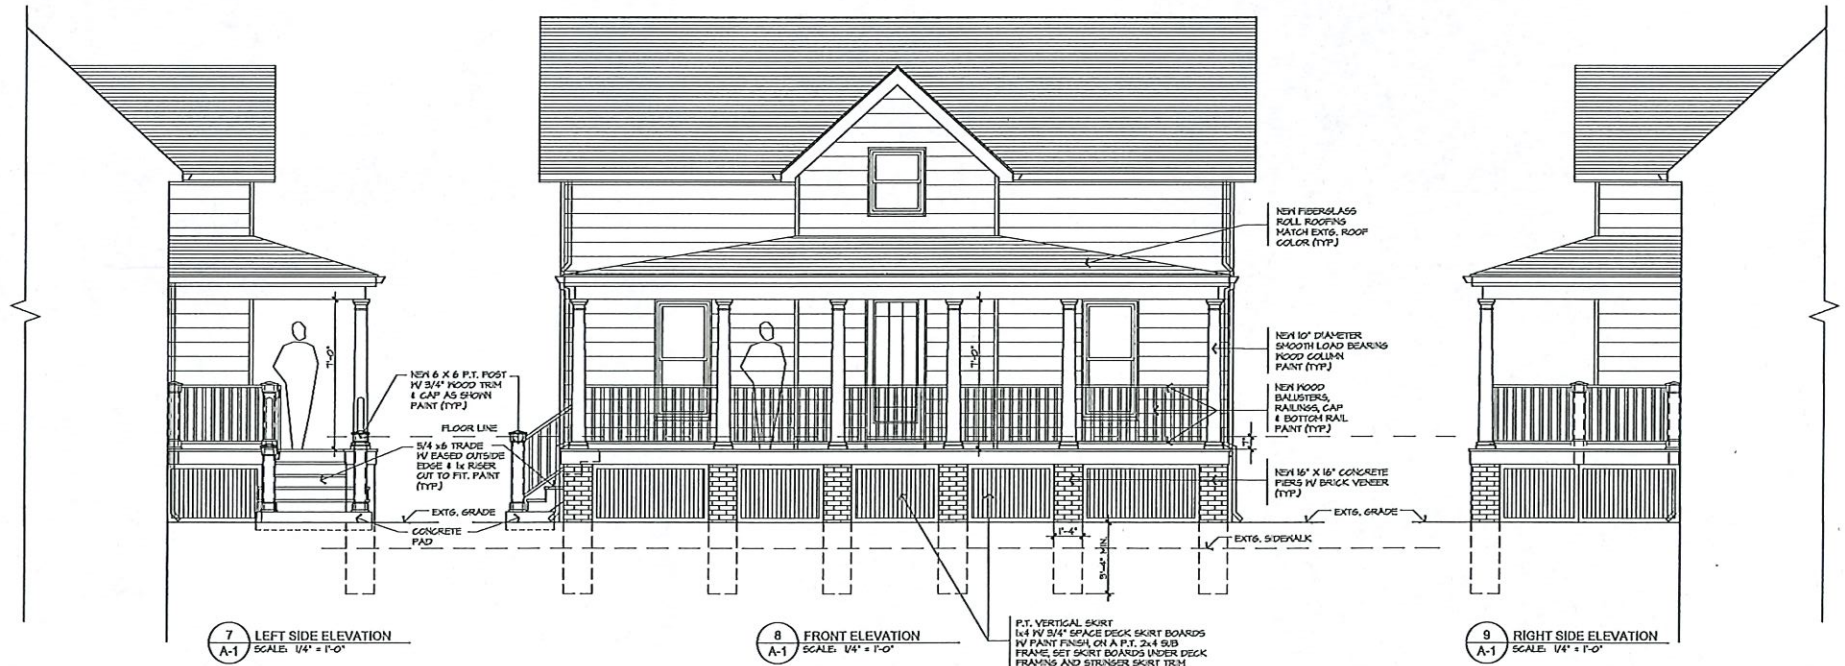 NEW FIBERGLASS
ROLL ROOFING
MATCH EXTG. ROOF
COLOR (TYP.)
NEW 10" DIAMETER
SMOOTH LOAD BEARING
WOOD COLUMN
PAINT (TYP.)
NEW WOOD
BALUSTERS,
RAILINGS, CAP
& BOTTOM RAIL
PAINT (TYP.)
NEW 16" X 16" CONCRETE
PIERS W/ BRICK VENEER
(TYP.)
NEW 6 X 6 P.T. POST
W/ 3/4" WOOD TRIM
& CAP AS SHOWN
PAINT (TYP.)
FLOOR LINE
5/4 x6 TRADE
W/ EASED OUTSIDE
EDGE & 1x RISER
CUT TO FIT. PAINT
(TYP.)
EXTG. GRADE
CONCRETE
PAD
7'-0"
7'-0"
1'-4"
3'-4" MIN.
EXTG. GRADE
EXTG. SIDEWALK
P.T. VERTICAL SKIRT
1x4 W/ 3/4" SPACE DECK SKIRT BOARDS
W/ PAINT FINISH, ON A P.T. 2x4 SUB
FRAME, SET SKIRT BOARDS UNDER DECK
FRAMING AND STRINGER SKIRT TRIM
7
A-1
LEFT SIDE ELEVATION
SCALE: 1/4" = 1'-0"
8
A-1
FRONT ELEVATION
SCALE: 1/4" = 1'-0"
9
A-1
RIGHT SIDE ELEVATION
SCALE: 1/4" = 1'-0"